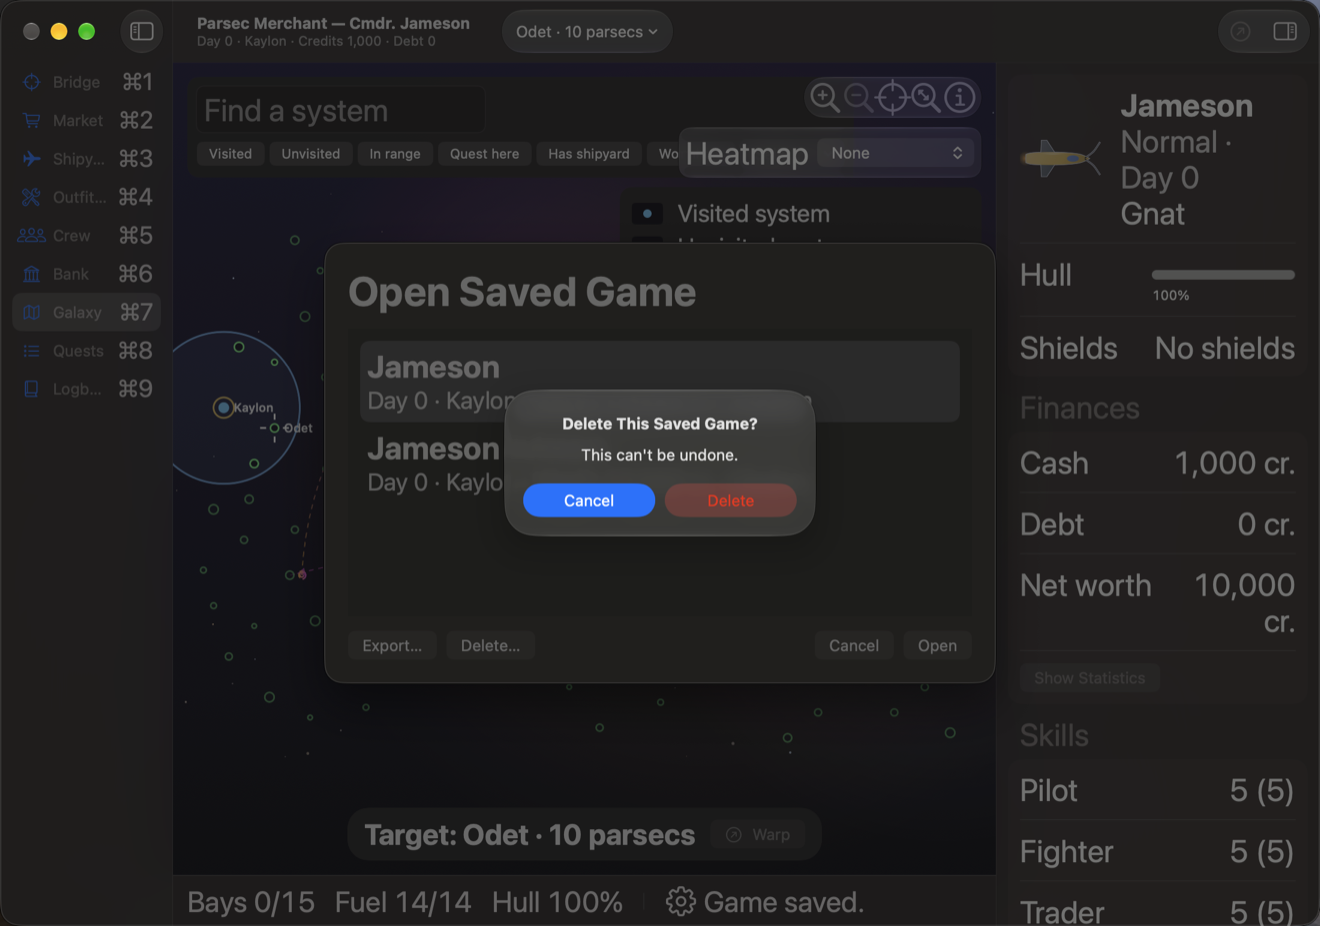 Parsec Merchant — Cmdr. Jameson
Day 0 · Kaylon · Credits 1,000 · Debt 0
Odet · 10 parsecs
Bridge ⌘1
Market ⌘2
Shipy... ⌘3
Outfit... ⌘4
Crew ⌘5
Bank ⌘6
Galaxy ⌘7
Quests ⌘8
Logb... ⌘9
Find a system
Visited
Unvisited
In range
Quest here
Has shipyard
Wo
Heatmap None
Visited system
Kaylon
Odet
Open Saved Game
Jameson
Day 0 · Kaylon
Jameson
Day 0 · Kaylo
Delete This Saved Game?
This can't be undone.
Cancel
Delete
Export...
Delete...
Cancel
Open
Target: Odet · 10 parsecs
Warp
Bays 0/15 Fuel 14/14 Hull 100% Game saved.
Jameson
Normal ·
Day 0
Gnat
Hull
100%
Shields No shields
Finances
Cash 1,000 cr.
Debt 0 cr.
Net worth 10,000
cr.
Show Statistics
Skills
Pilot 5 (5)
Fighter 5 (5)
Trader 5 (5)